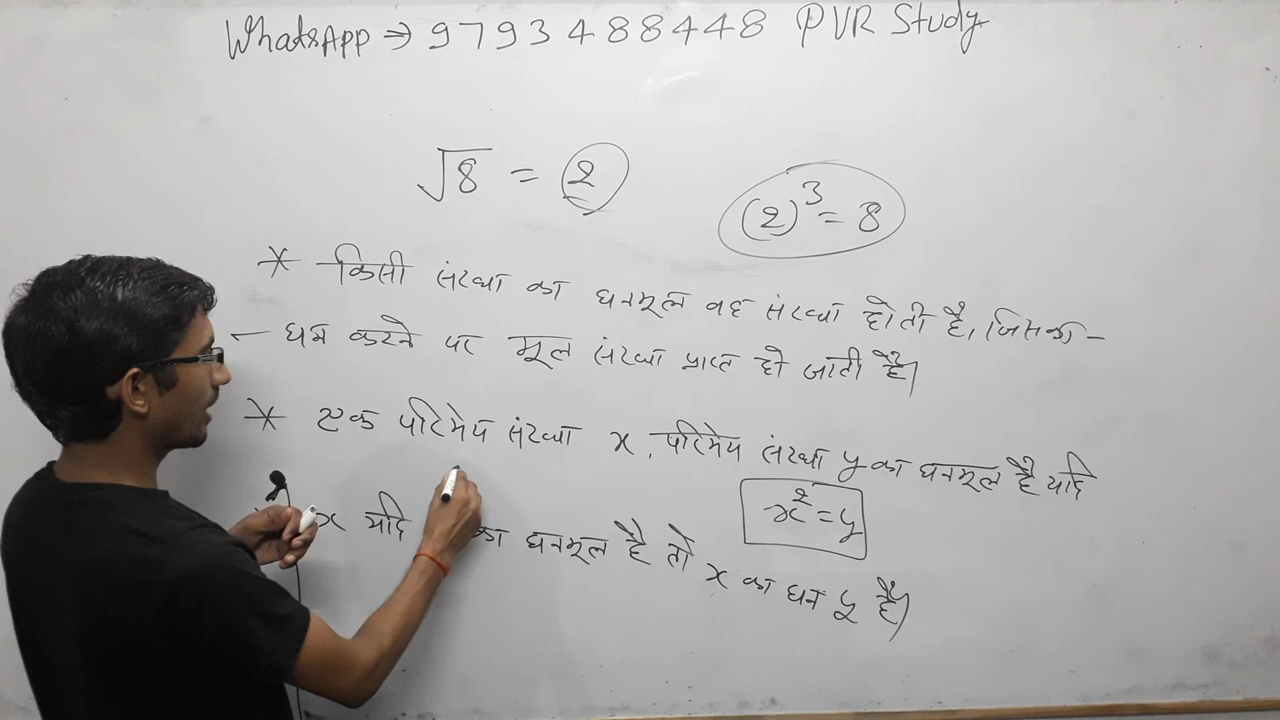 WhatsApp ⇒ 9793488448 PVR Study
√8 = 2
(2)³ = 8
* किसी संख्या का घनमूल वह संख्या होती है, जिसका –
– घन करने पर मूल संख्या प्राप्त हो जाती है।
* एक परिमेय संख्या x, परिमेय संख्या y का घनमूल है यदि
x² = y
x यदि का घनमूल है तो x का घन y है।